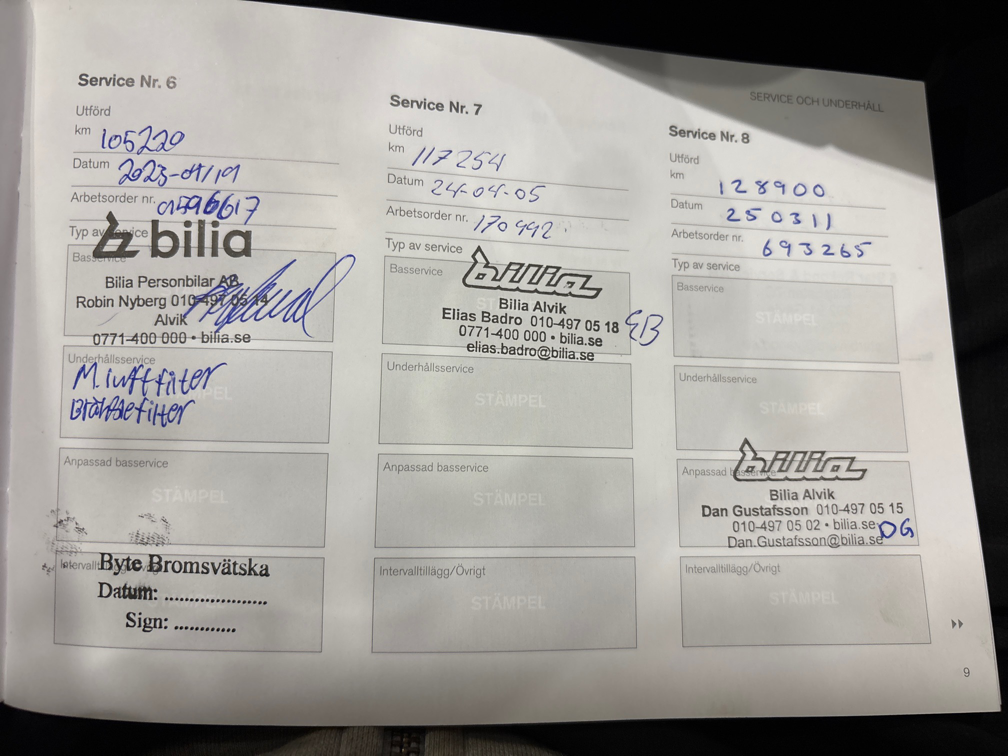 SERVICE OCH UNDERHÅLL
Service Nr. 6
Utförd
km 105220
Datum
Arbetsorder nr. 0596617
Typ av service
bilia
Basservice
Bilia Personbilar AB
Robin Nyberg 010-497 05 14
Alvik
0771-400 000 • bilia.se
Underhållsservice
M. luftfilter
Bränslefilter
STÄMPEL
Anpassad basservice
STÄMPEL
Intervalltillägg/Övrigt
Byte Bromsvätska
Datum: ....................
Sign: ............
Service Nr. 7
Utförd
km 117254
Datum 24-04-05
Arbetsorder nr. 170992
Typ av service
Basservice
bilia
Bilia Alvik
Elias Badro 010-497 05 18
0771-400 000 • bilia.se
elias.badro@bilia.se
EB
Underhållsservice
STÄMPEL
Anpassad basservice
STÄMPEL
Intervalltillägg/Övrigt
STÄMPEL
Service Nr. 8
Utförd
km 128900
Datum 250311
Arbetsorder nr. 693265
Typ av service
Basservice
STÄMPEL
Underhållsservice
STÄMPEL
Anpassad basservice
bilia
Bilia Alvik
Dan Gustafsson 010-497 05 15
010-497 05 02 • bilia.se
Dan.Gustafsson@bilia.se
DG
Intervalltillägg/Övrigt
STÄMPEL
9